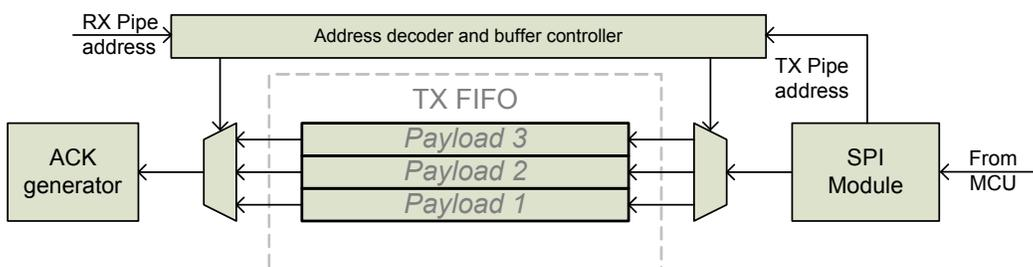 RX Pipe
address
Address decoder and buffer controller
TX Pipe
address
TX FIFO
Payload 3
Payload 2
Payload 1
ACK
generator
SPI
Module
From
MCU